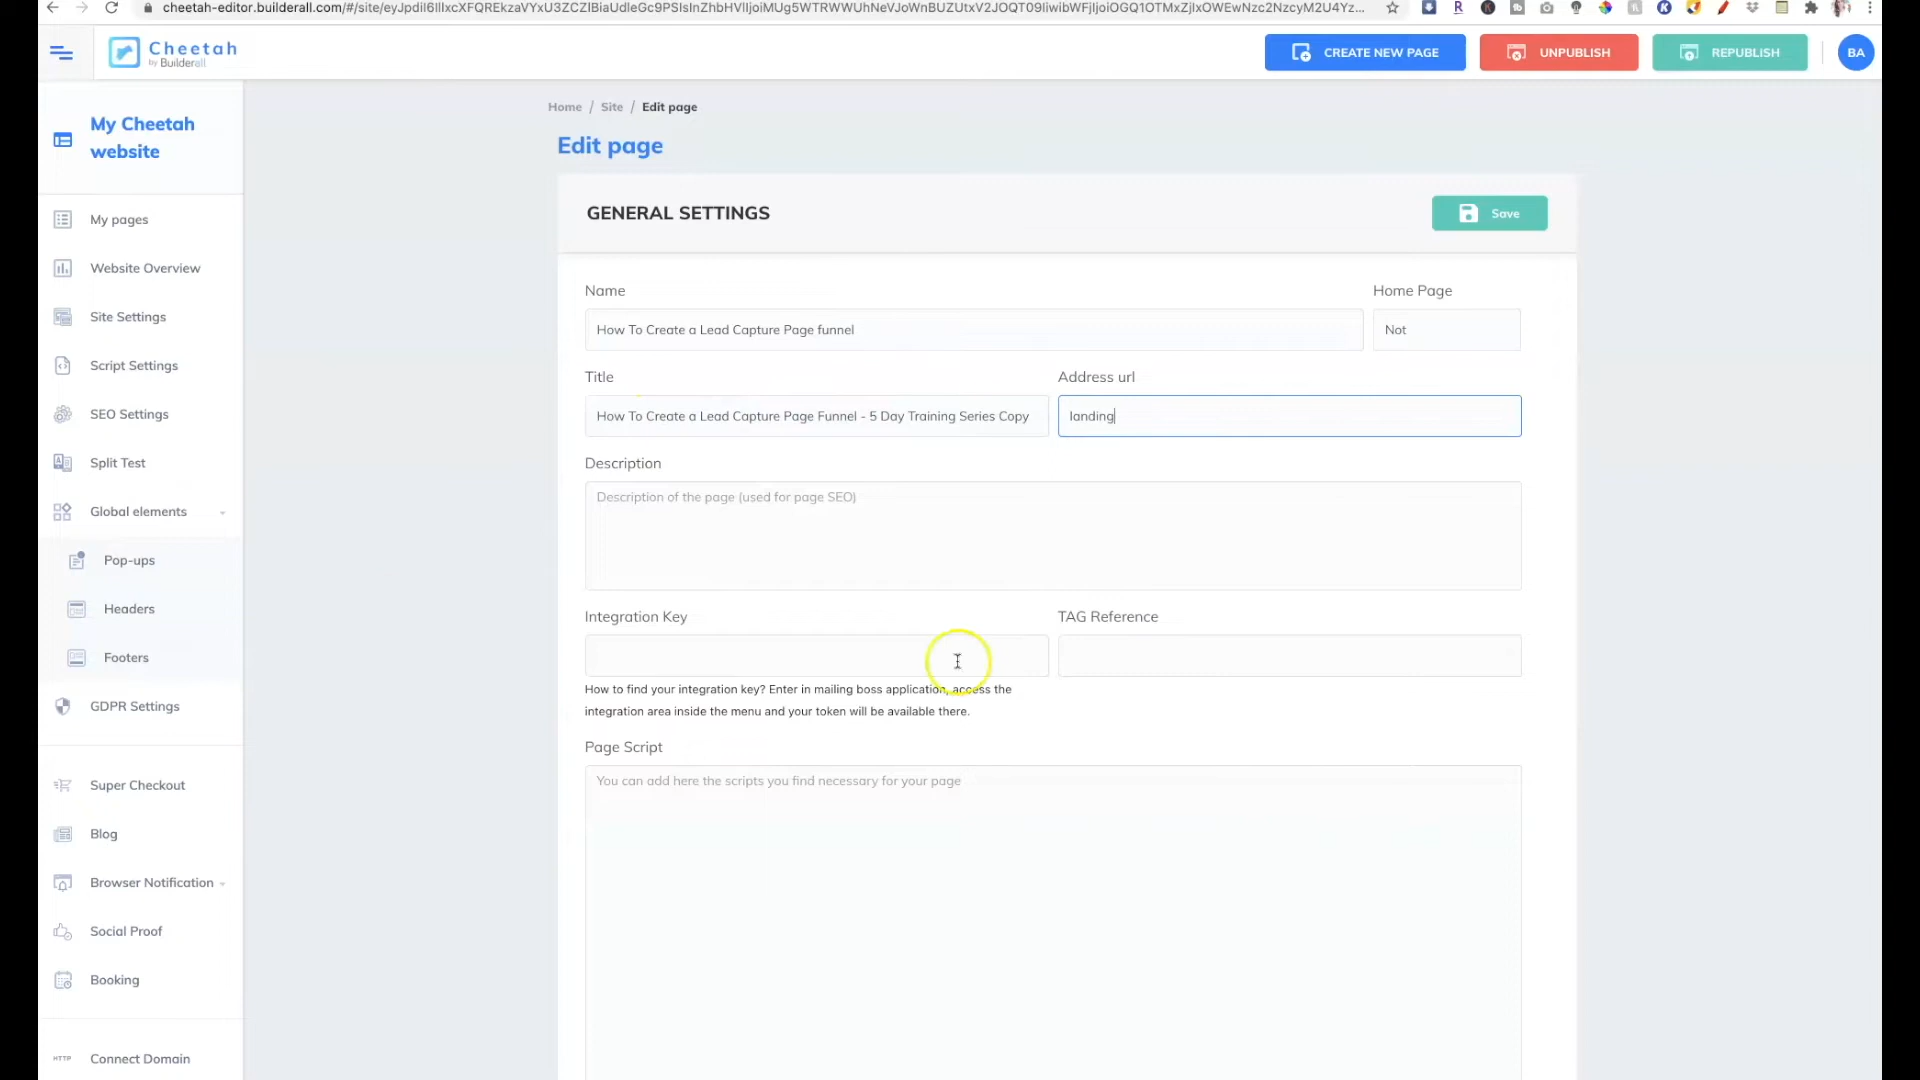 cheetah-editor.builderall.com/#/site/
Cheetah
by Builderall
CREATE NEW PAGE
UNPUBLISH
REPUBLISH
BA
My Cheetah
website
My pages
Website Overview
Site Settings
Script Settings
SEO Settings
Split Test
Global elements
Pop-ups
Headers
Footers
GDPR Settings
Super Checkout
Blog
Browser Notification
Social Proof
Booking
HTTP Connect Domain
Home / Site / Edit page
Edit page
GENERAL SETTINGS
Save
Name
Home Page
How To Create a Lead Capture Page funnel
Not
Title
Address url
How To Create a Lead Capture Page Funnel - 5 Day Training Series Copy
landing
Description
Description of the page (used for page SEO)
Integration Key
TAG Reference
How to find your integration key? Enter in mailing boss application, access the
integration area inside the menu and your token will be available there.
Page Script
You can add here the scripts you find necessary for your page